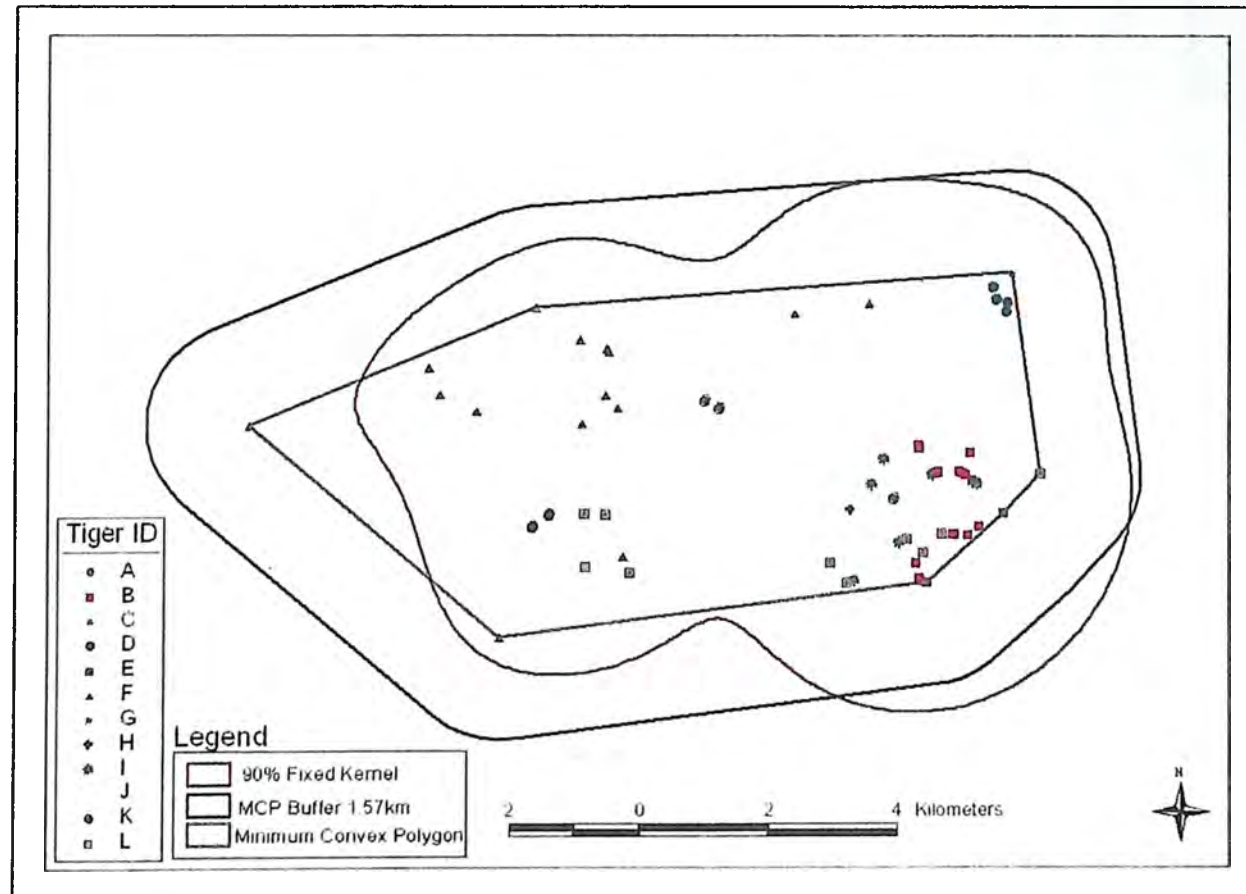 Tiger ID
A
B
C
D
E
F
G
H
I
J
K
L
Legend
90% Fixed Kernel
MCP Buffer 1.57km
Minimum Convex Polygon
2 0 2 4 Kilometers
N